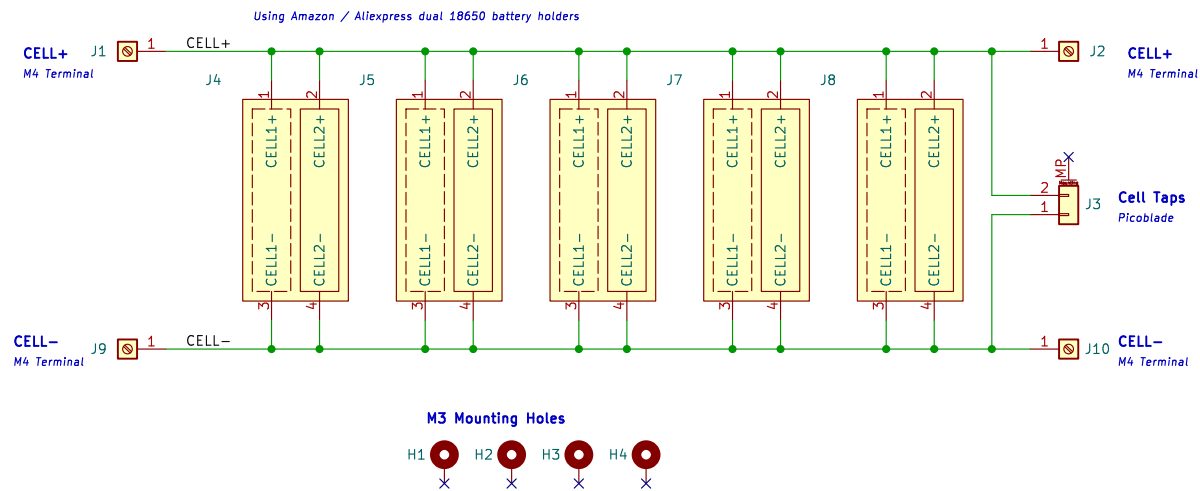 Using Amazon / Aliexpress dual 18650 battery holders
CELL+
M4 Terminal
J1
1
CELL+
1
J2
CELL+
M4 Terminal
J4
J5
J6
J7
J8
1
2
1
2
1
2
1
2
1
2
CELL1+
CELL2+
CELL1+
CELL2+
CELL1+
CELL2+
CELL1+
CELL2+
CELL1+
CELL2+
MP
2
1
J3
Cell Taps
Picoblade
CELL1-
CELL2-
CELL1-
CELL2-
CELL1-
CELL2-
CELL1-
CELL2-
CELL1-
CELL2-
3
4
3
4
3
4
3
4
3
4
CELL-
M4 Terminal
J9
1
CELL-
1
J10
CELL-
M4 Terminal
M3 Mounting Holes
H1
H2
H3
H4